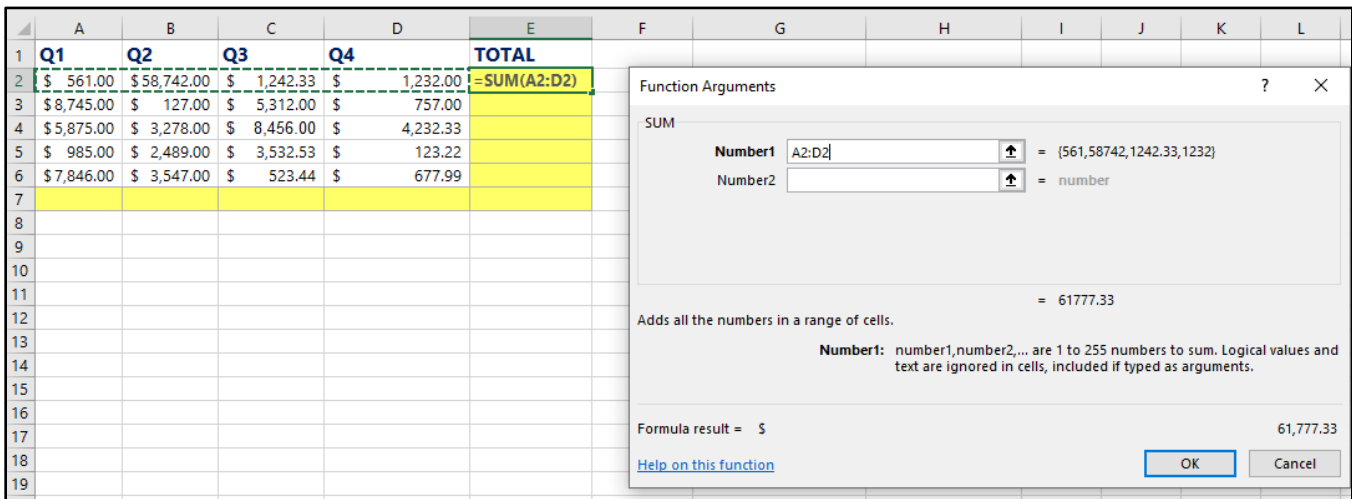 A B C D E F G H I J K L
1 Q1 Q2 Q3 Q4 TOTAL
2 $ 561.00 $58,742.00 $ 1,242.33 $ 1,232.00 =SUM(A2:D2)
3 $8,745.00 $ 127.00 $ 5,312.00 $ 757.00
4 $5,875.00 $ 3,278.00 $ 8,456.00 $ 4,232.33
5 $ 985.00 $ 2,489.00 $ 3,532.53 $ 123.22
6 $7,846.00 $ 3,547.00 $ 523.44 $ 677.99
7
8
9
10
11
12
13
14
15
16
17
18
19
Function Arguments ? ×
SUM
Number1 A2:D2 = {561,58742,1242.33,1232}
Number2 = number
= 61777.33
Adds all the numbers in a range of cells.
Number1: number1,number2,... are 1 to 255 numbers to sum. Logical values and
text are ignored in cells, included if typed as arguments.
Formula result = $ 61,777.33
Help on this function OK Cancel